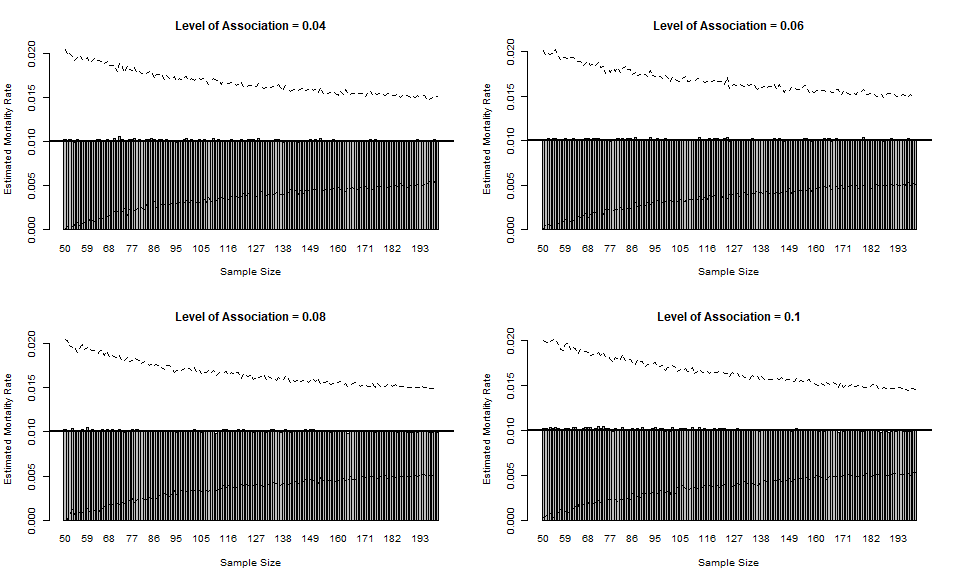 Level of Association = 0.04
Estimated Mortality Rate
0.000 0.005 0.010 0.015 0.020
50 59 68 77 86 95 105 116 127 138 149 160 171 182 193
Sample Size
Level of Association = 0.06
Estimated Mortality Rate
0.000 0.005 0.010 0.015 0.020
50 59 68 77 86 95 105 116 127 138 149 160 171 182 193
Sample Size
Level of Association = 0.08
Estimated Mortality Rate
0.000 0.005 0.010 0.015 0.020
50 59 68 77 86 95 105 116 127 138 149 160 171 182 193
Sample Size
Level of Association = 0.1
Estimated Mortality Rate
0.000 0.005 0.010 0.015 0.020
50 59 68 77 86 95 105 116 127 138 149 160 171 182 193
Sample Size